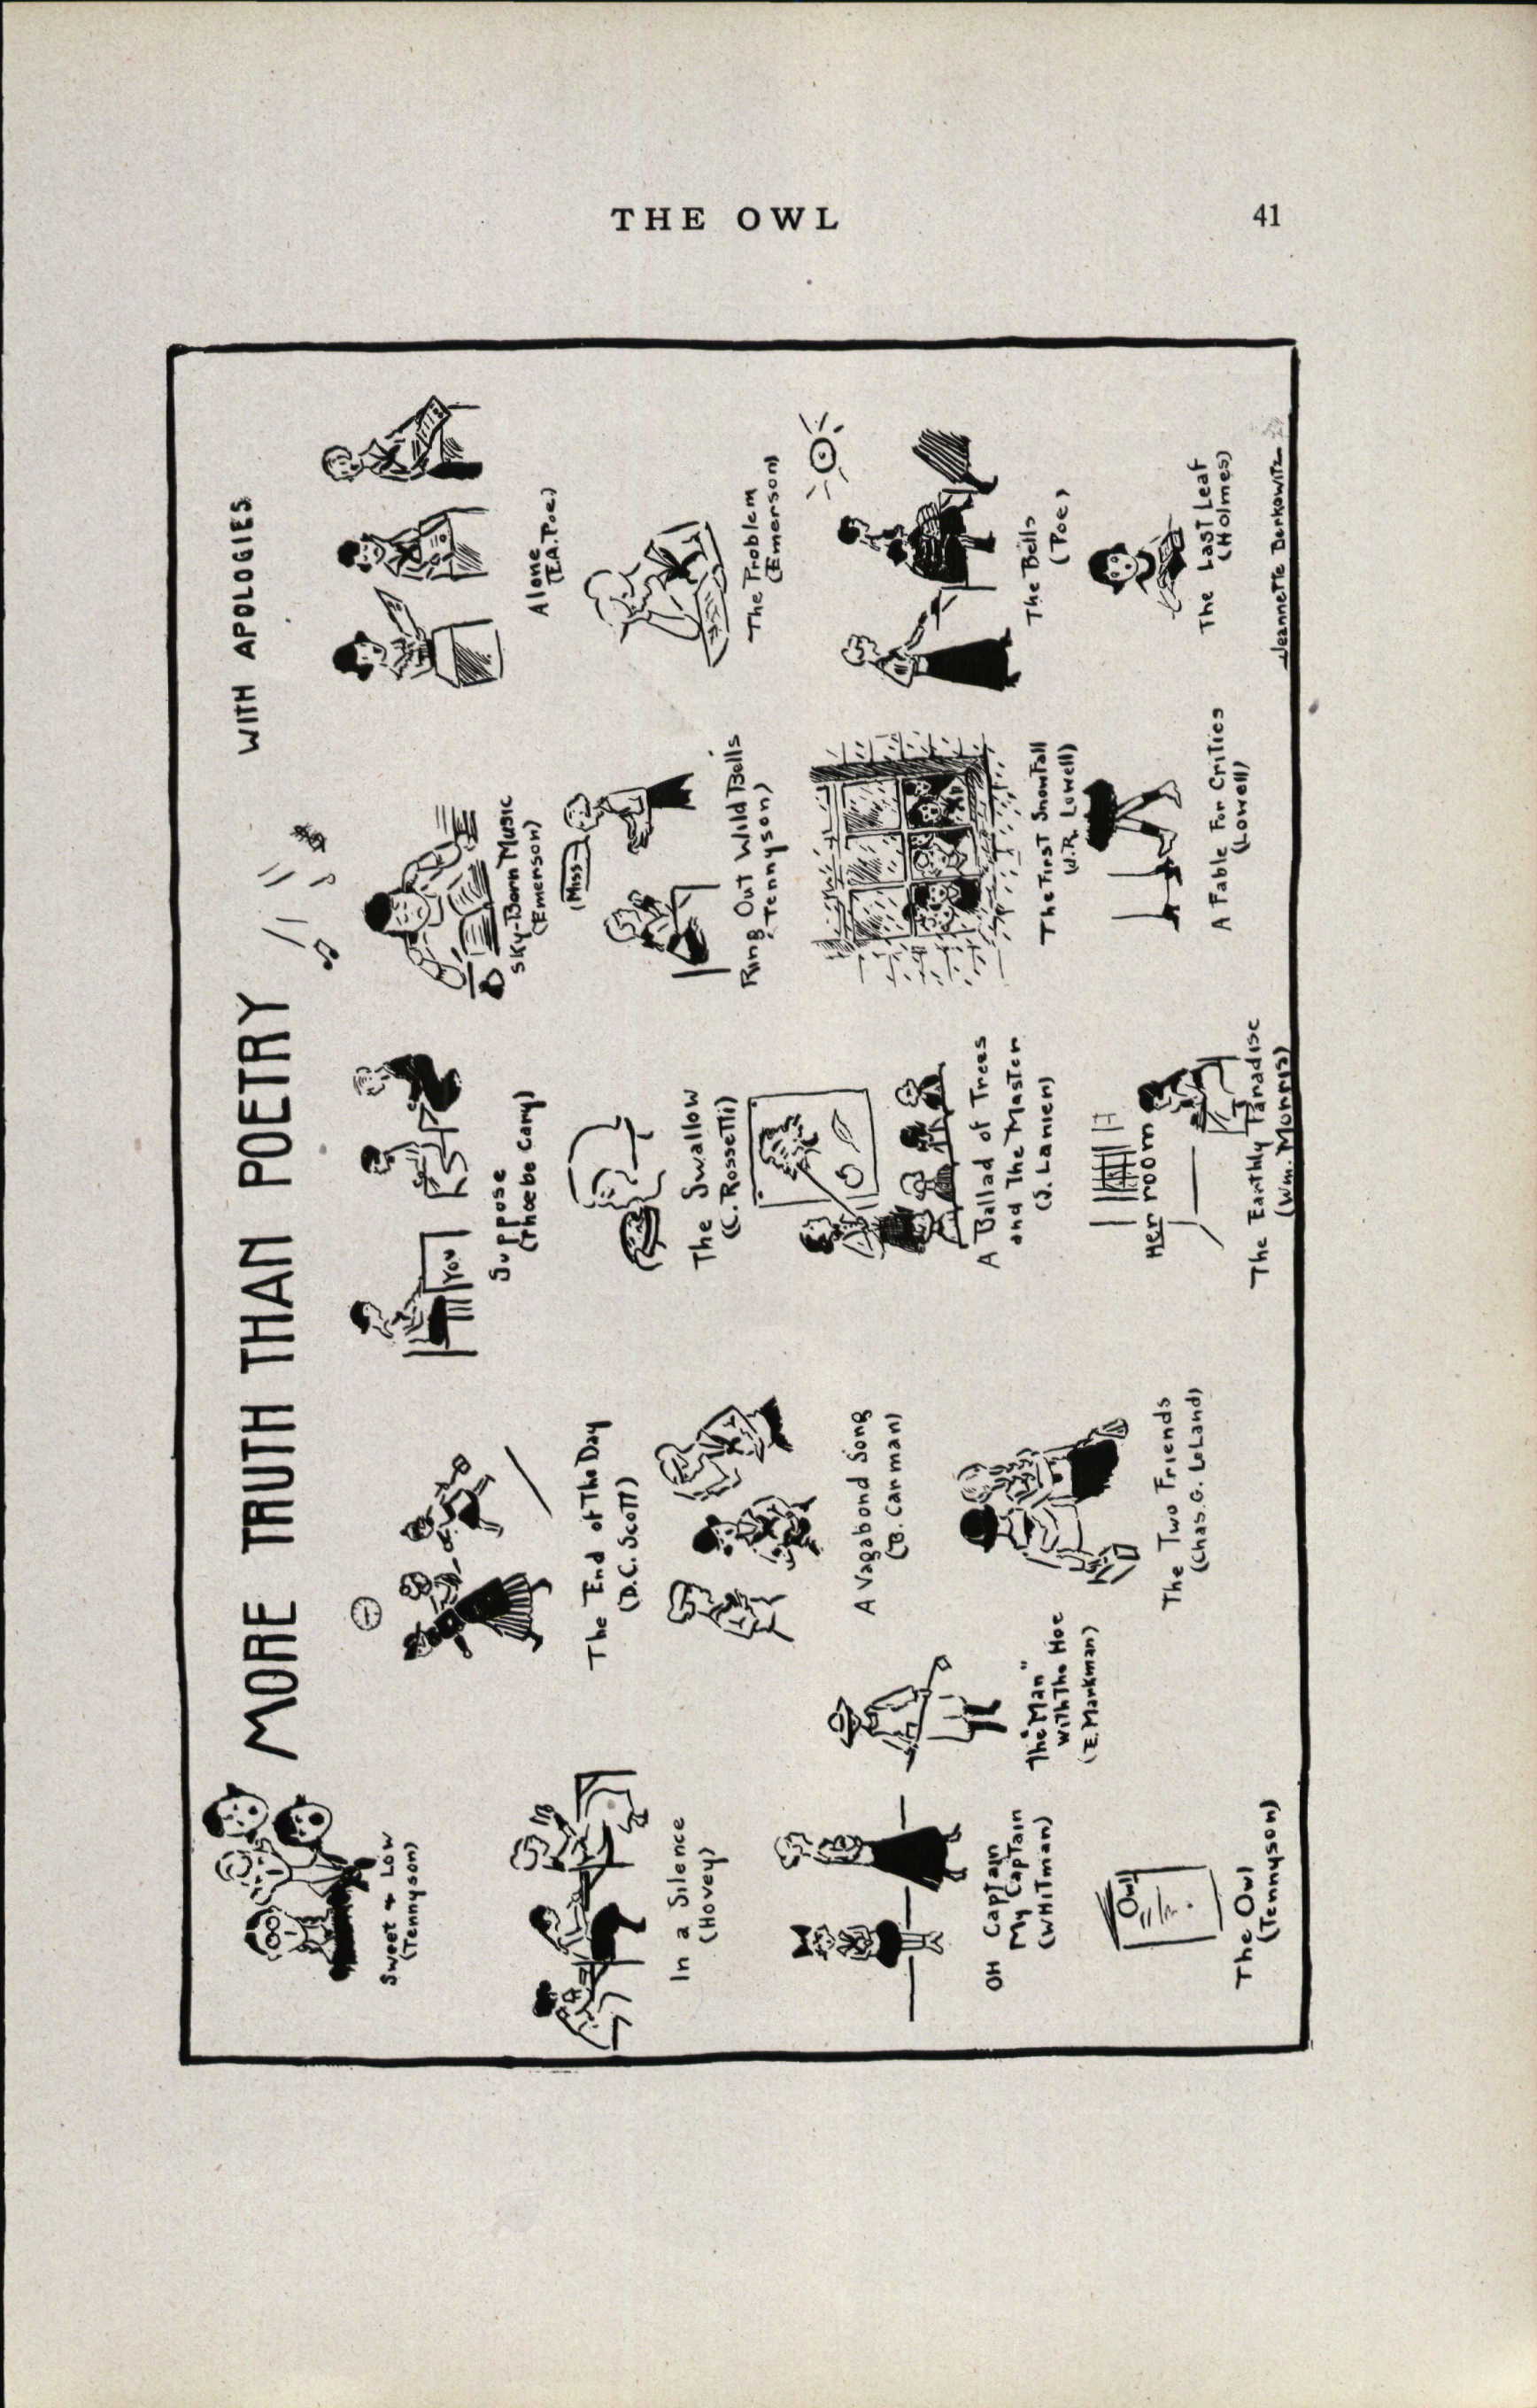 THE OWL
41
MORE TRUTH THAN POETRY
WITH APOLOGIES
Sweet + Low
(Tennyson)
The End of The Day
(D.C. Scott)
YOU
Suppose
(Phoebe Cary)
Sky-Born Music
(Emerson)
Alone
(E.A. Poe)
In a Silence
(Hovey)
A Vagabond Song
(B. Carman)
The Swallow
(C. Rossetti)
(Miss)
Ring Out Wild Bells
(Tennyson)
The Problem
(Emerson)
OH Captain
My Captain
(WHITman)
The "Man"
With The Hoe
(E. Markman)
The Two Friends
(Chas. G. LeLand)
A Ballad of Trees
and The Master
(S. Lanier)
The First Snowfall
(J.R. Lowell)
The Bells
(Poe)
Owl
The Owl
(Tennyson)
Her room
The Earthly Paradise
(Wm. Morris)
A Fable For Critics
(Lowell)
The Last Leaf
(Holmes)
Jeannette Berkowitz